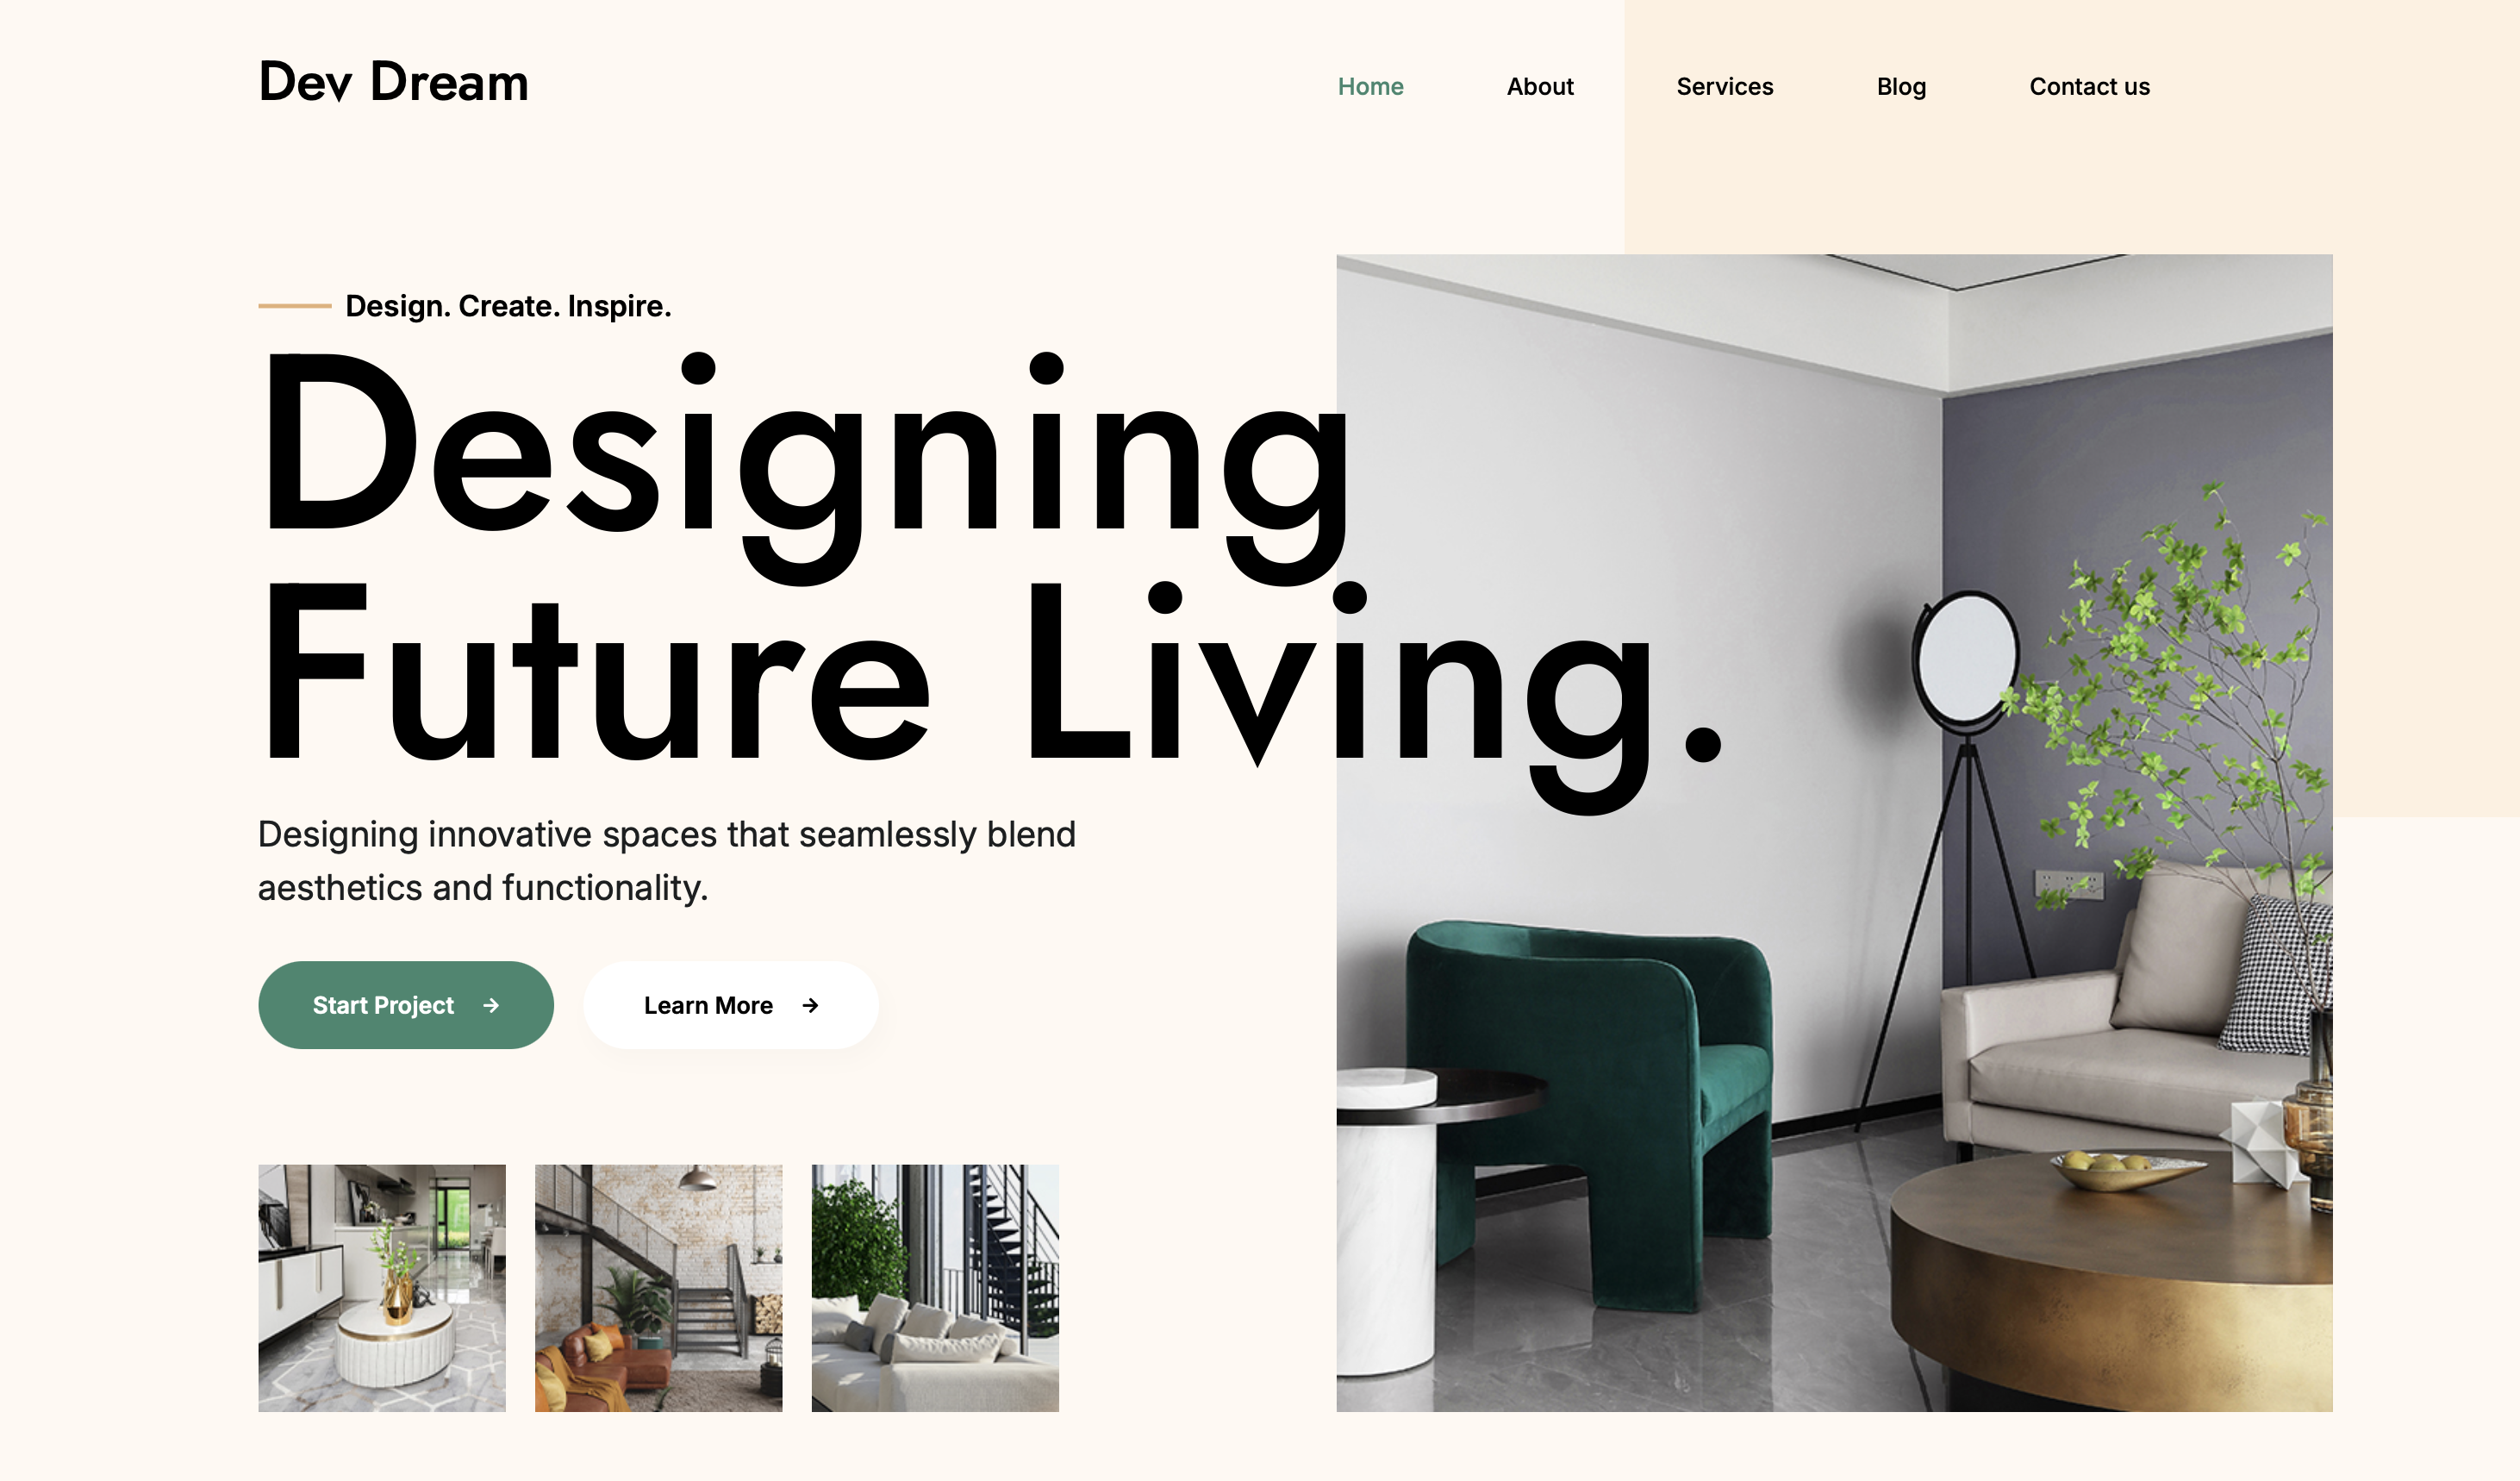 Dev Dream
Home About Services Blog Contact us
Design. Create. Inspire.
Designing
Future Living.
Designing innovative spaces that seamlessly blend
aesthetics and functionality.
Start Project → Learn More →